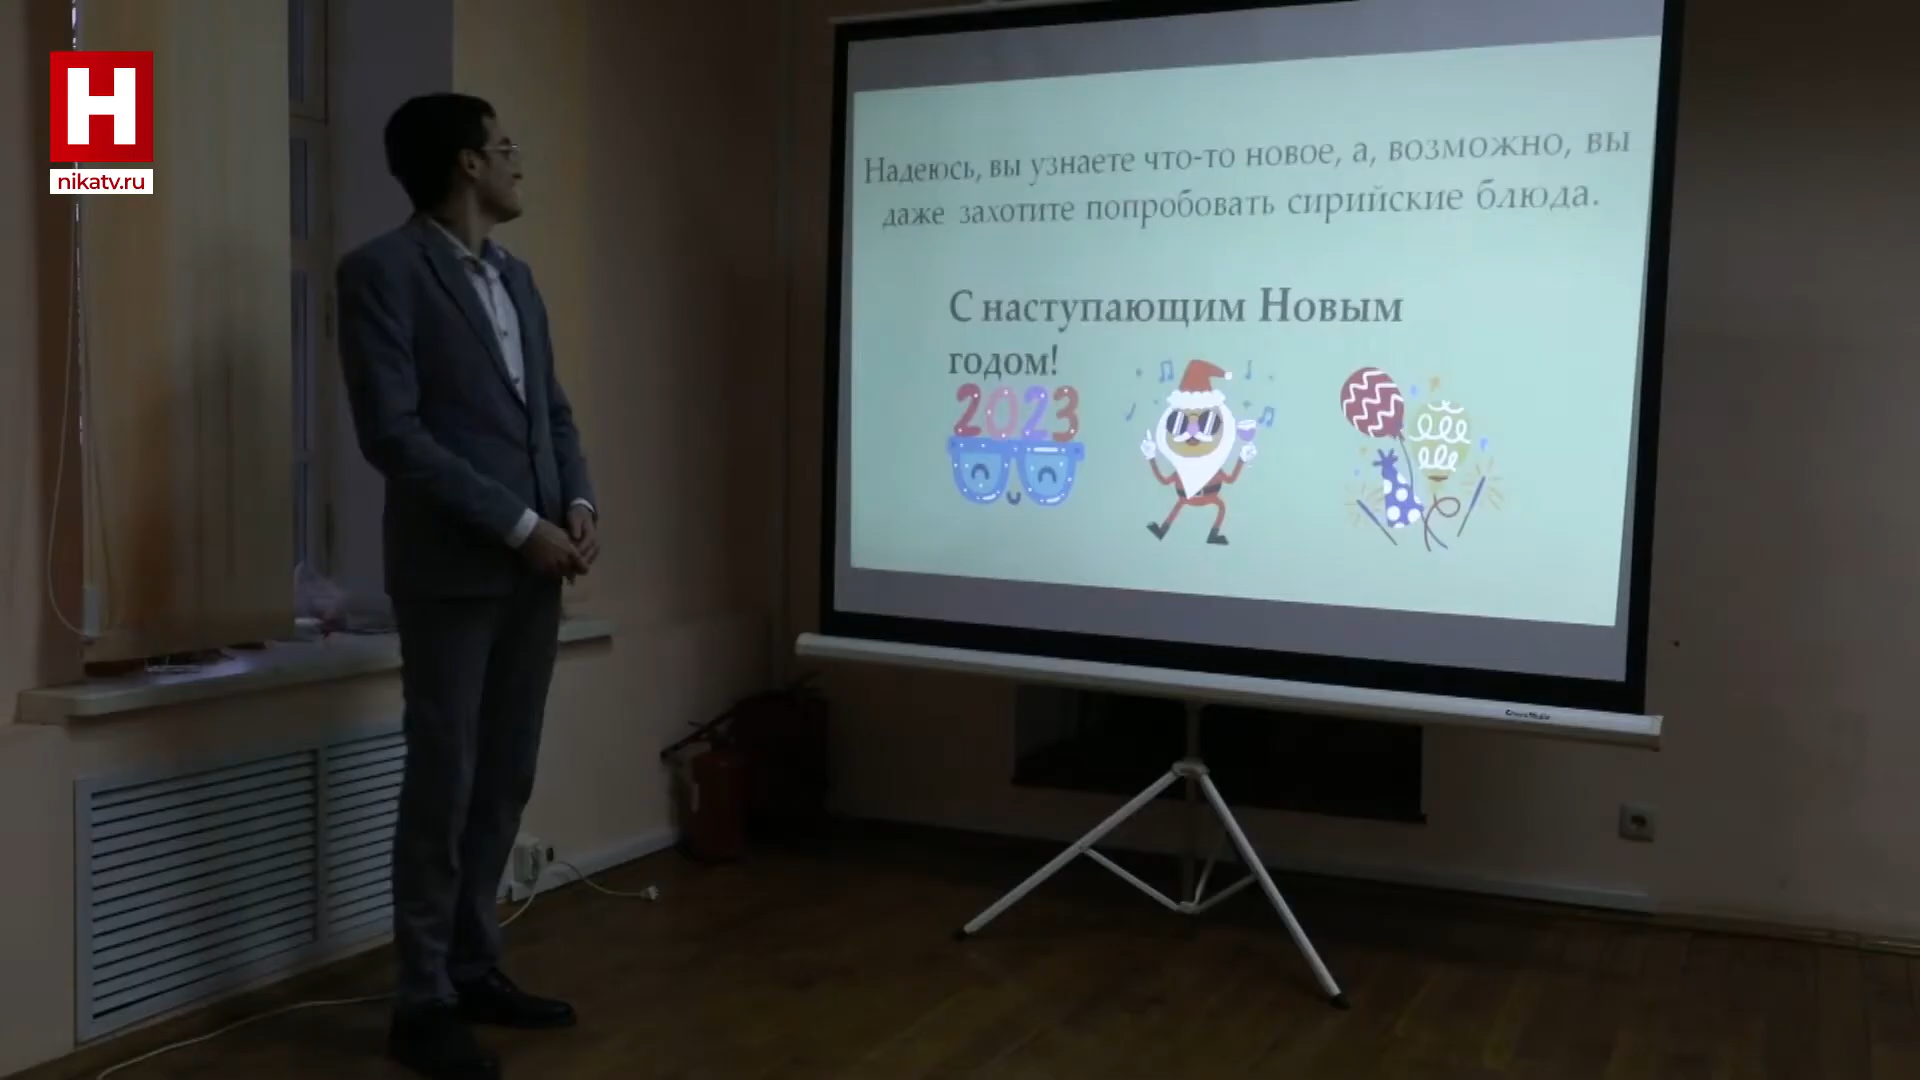 Н
nikatv.ru
Надеюсь, вы узнаете что-то новое, а, возможно, вы
даже захотите попробовать сирийские блюда.
С наступающим Новым
годом!
2023